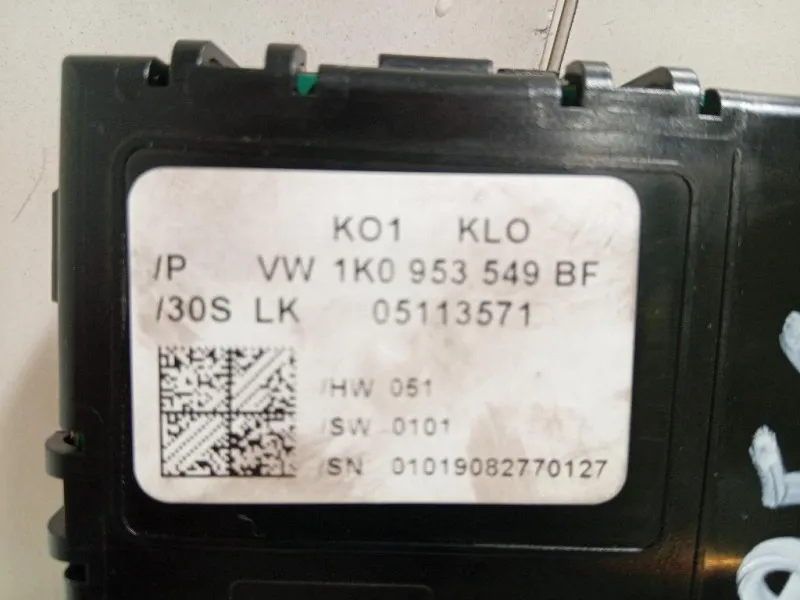 KO1 KLO
/P VW 1K0 953 549 BF
/30S LK 05113571
/HW 051
/SW 0101
/SN 01019082770127